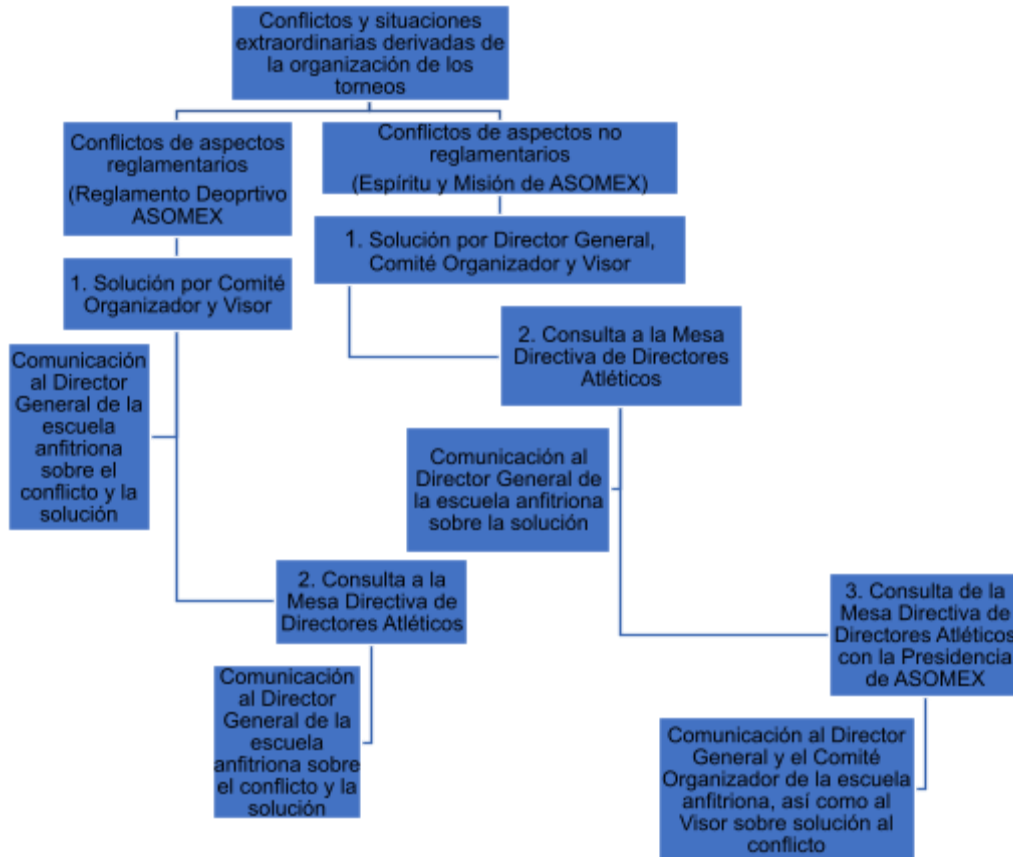 Conflictos y situaciones
extraordinarias derivadas de
la organización de los
torneos
Conflictos de aspectos
reglamentarios
(Reglamento Deoprtivo
ASOMEX
Conflictos de aspectos no
reglamentarios
(Espíritu y Misión de ASOMEX)
1. Solución por Comité
Organizador y Visor
1. Solución por Director General,
Comité Organizador y Visor
Comunicación
al Director
General de la
escuela
anfitriona
sobre el
conflicto y la
solución
2. Consulta a la Mesa
Directiva de Directores
Atléticos
Comunicación al
Director General de
la escuela anfitriona
sobre la solución
2. Consulta a la
Mesa Directiva de
Directores Atléticos
Comunicación
al Director
General de la
escuela
anfitriona sobre
el conflicto y la
solución
3. Consulta de la
Mesa Directiva de
Directores Atléticos
con la Presidencia
de ASOMEX
Comunicación al Director
General y el Comité
Organizador de la escuela
anfitriona, así como al
Visor sobre solución al
conflicto